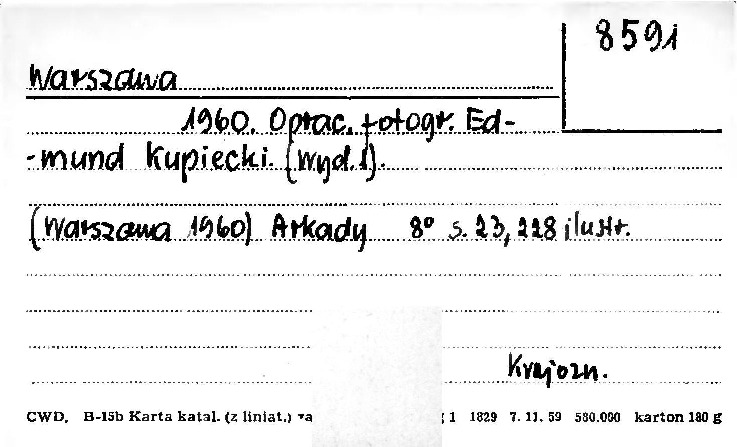 8591
Warszawa
1960. Oprac. fotogr. Ed-
-mund Kupiecki. (Wyd. 1).
(Warszawa 1960) Arkady 8° s. 23, 228 ilustr.
Krajozn.
CWD, B-15b Karta katal. (z liniat.) 1 1829 7. 11. 59 580.000 karton 180 g